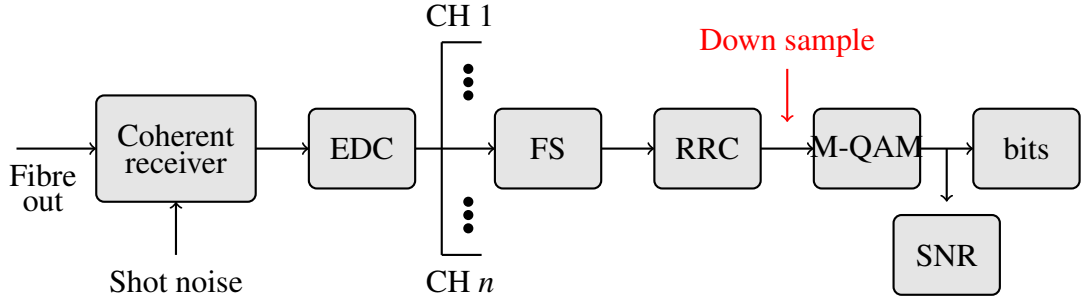 CH 1
Down sample
Coherent
receiver
EDC
FS
RRC
M-QAM
bits
Fibre
out
Shot noise
CH n
SNR